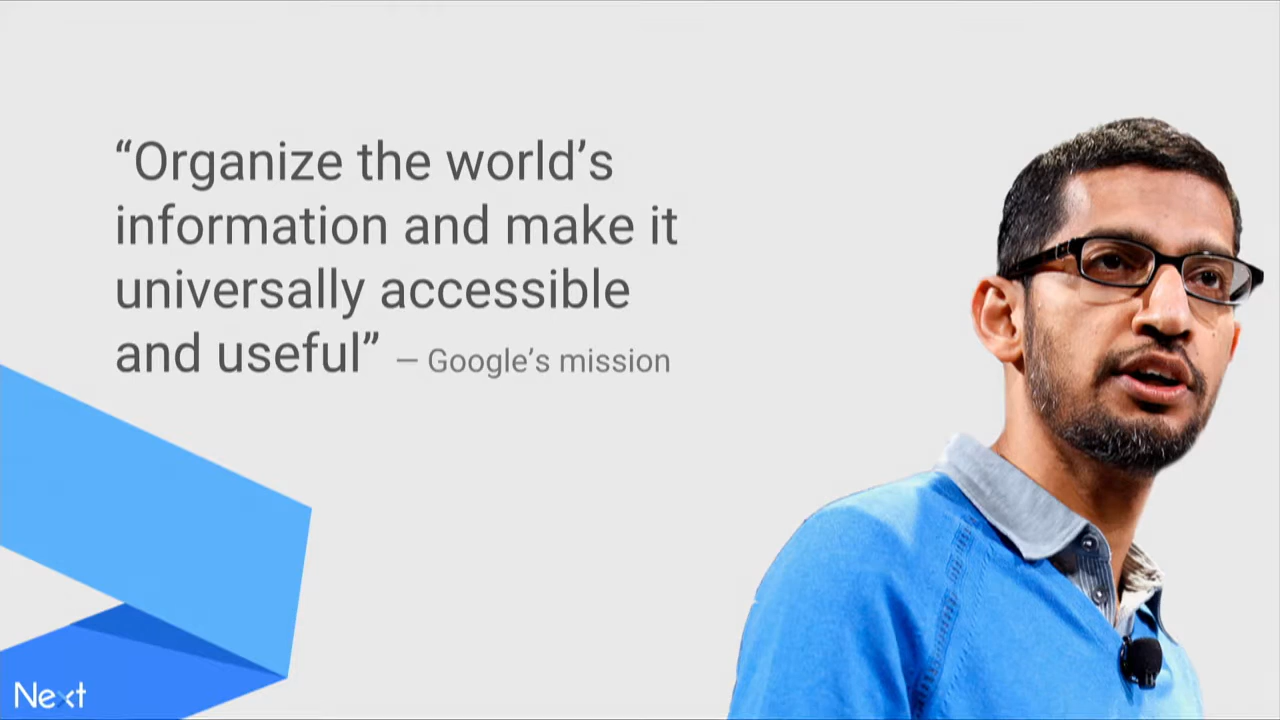 “Organize the world’s
information and make it
universally accessible
and useful” — Google’s mission
Next